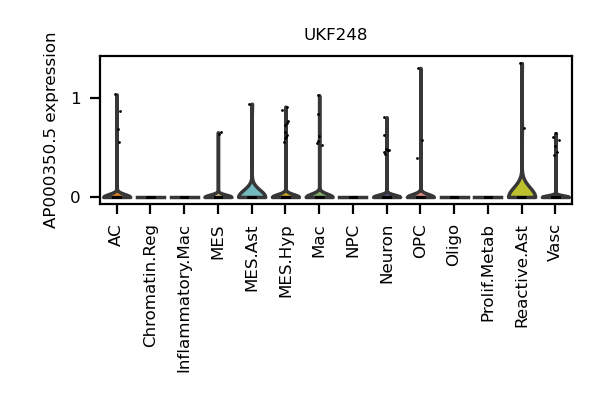 UKF248
AP000350.5 expression
1
0
AC
Chromatin.Reg
Inflammatory.Mac
MES
MES.Ast
MES.Hyp
Mac
NPC
Neuron
OPC
Oligo
Prolif.Metab
Reactive.Ast
Vasc